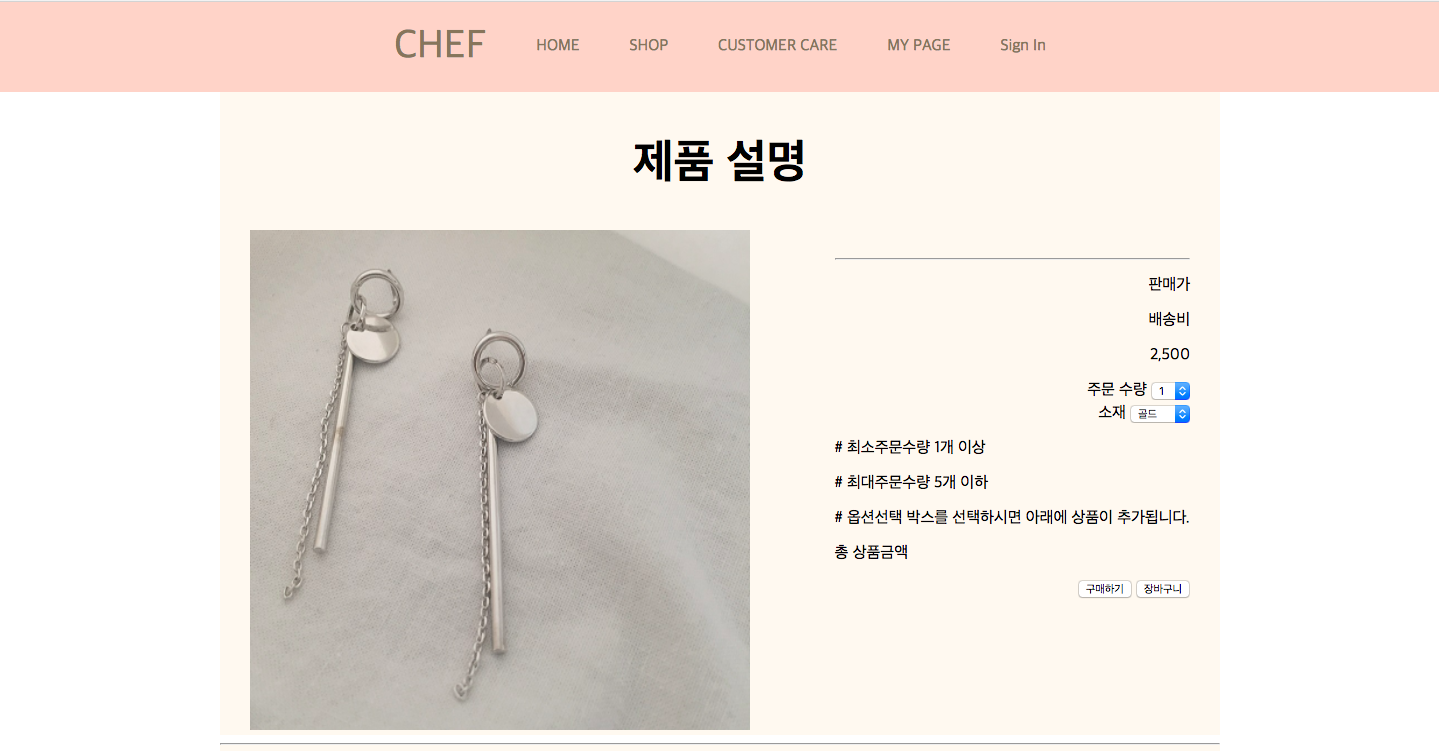 CHEF HOME SHOP CUSTOMER CARE MY PAGE Sign In
제품 설명
판매가
배송비
2,500
주문 수량 1
소재 골드
# 최소주문수량 1개 이상
# 최대주문수량 5개 이하
# 옵션선택 박스를 선택하시면 아래에 상품이 추가됩니다.
총 상품금액
구매하기 장바구니